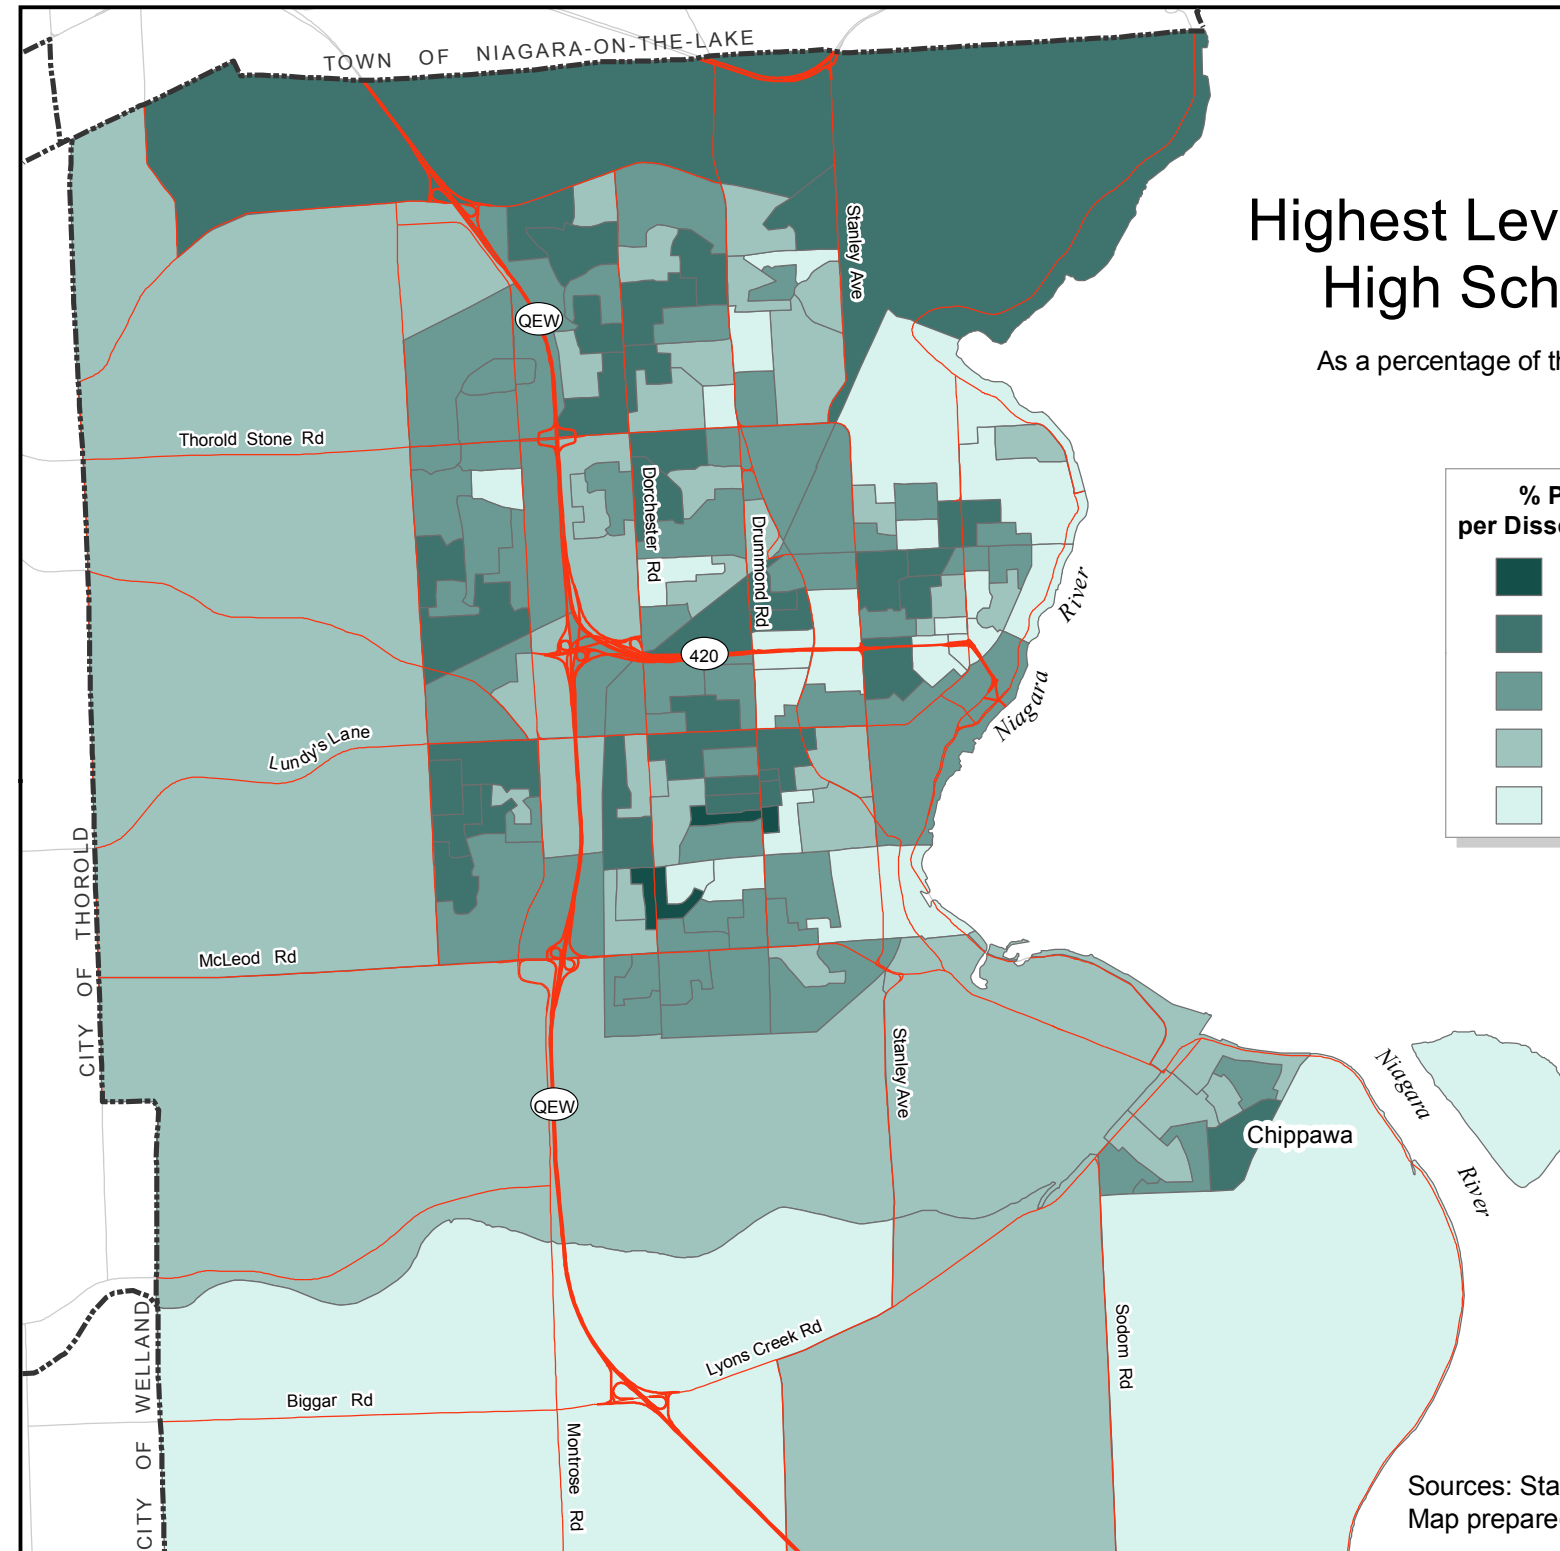 TOWN OF NIAGARA-ON-THE-LAKE
Highest Lev
High Sch
As a percentage of th
Stanley Ave
QEW
Thorold Stone Rd
Dorchester Rd
Drummond Rd
% P
per Disse
Niagara River
420
Lundy's Lane
CITY OF THOROLD
McLeod Rd
Stanley Ave
QEW
Niagara River
Chippawa
CITY OF WELLAND
Lyons Creek Rd
Sodom Rd
Biggar Rd
Montrose Rd
Sources: Sta
Map prepare